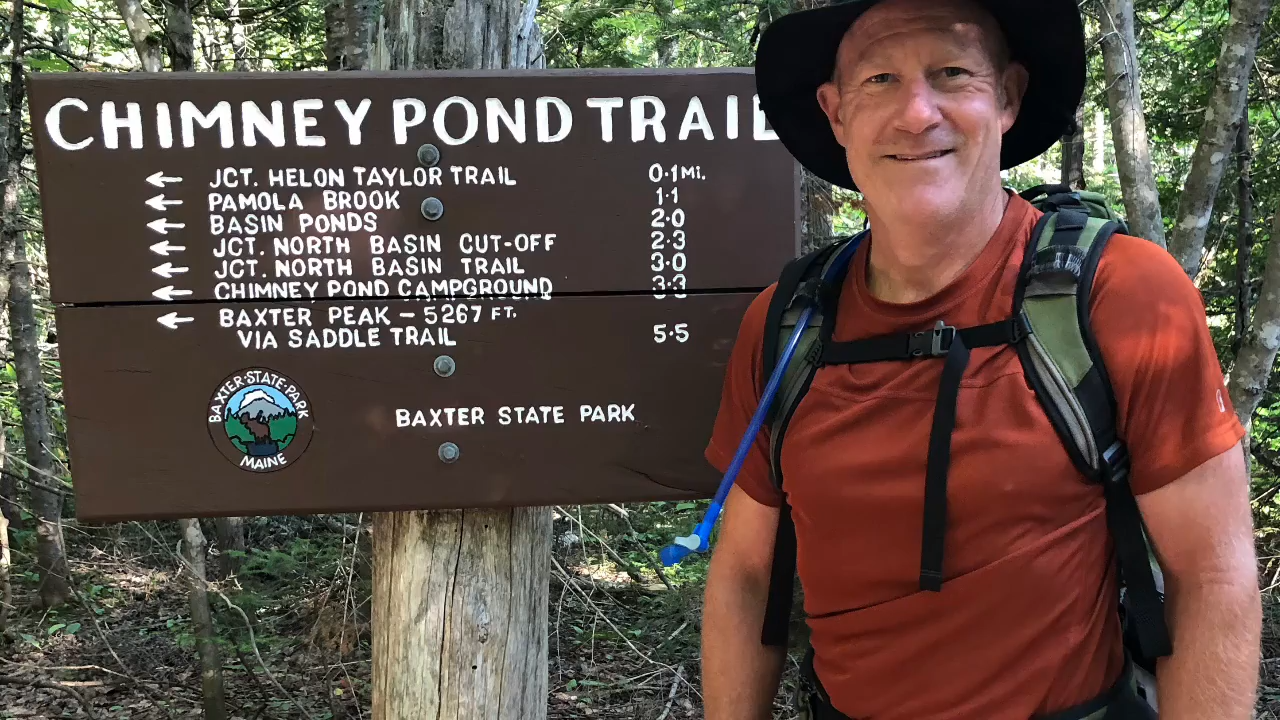 CHIMNEY POND TRAIL
← JCT. HELON TAYLOR TRAIL 0.1 MI.
← PAMOLA BROOK 1.1
← BASIN PONDS 2.0
← JCT. NORTH BASIN CUT-OFF 2.3
← JCT. NORTH BASIN TRAIL 3.0
← CHIMNEY POND CAMPGROUND 3.3
← BAXTER PEAK – 5267 FT.
VIA SADDLE TRAIL 5.5
BAXTER STATE PARK
MAINE
BAXTER STATE PARK